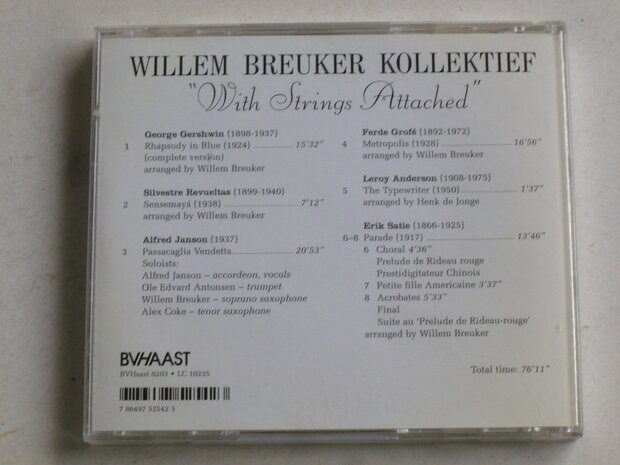 WILLEM BREUKER KOLLEKTIEF
"With Strings Attached"
George Gershwin (1898-1937)
1 Rhapsody in Blue (1924) 15'32"
(complete version)
arranged by Willem Breuker
Silvestre Revueltas (1899-1940)
2 Sensemayá (1938) 7'12"
arranged by Willem Breuker
Alfred Janson (1937)
3 Passacaglia Vendetta 20'53"
Soloists:
Alfred Janson – accordeon, vocals
Ole Edvard Antonsen – trumpet
Willem Breuker – soprano saxophone
Alex Coke – tenor saxophone
Ferde Grofé (1892-1972)
4 Metropolis (1928) 16'56"
arranged by Willem Breuker
Leroy Anderson (1908-1975)
5 The Typewriter (1950) 1'37"
arranged by Henk de Jonge
Erik Satie (1866-1925)
6–8 Parade (1917) 13'46"
6 Choral 4'36"
Prelude de Rideau rouge
Prestidigitateur Chinois
7 Petite fille Americaine 3'37"
8 Acrobates 5'33"
Final
Suite au 'Prelude de Rideau-rouge'
arranged by Willem Breuker
BVHAAST
BVHaast 0203 • LC 10235
Total time: 76'11"
7 86497 52542 3